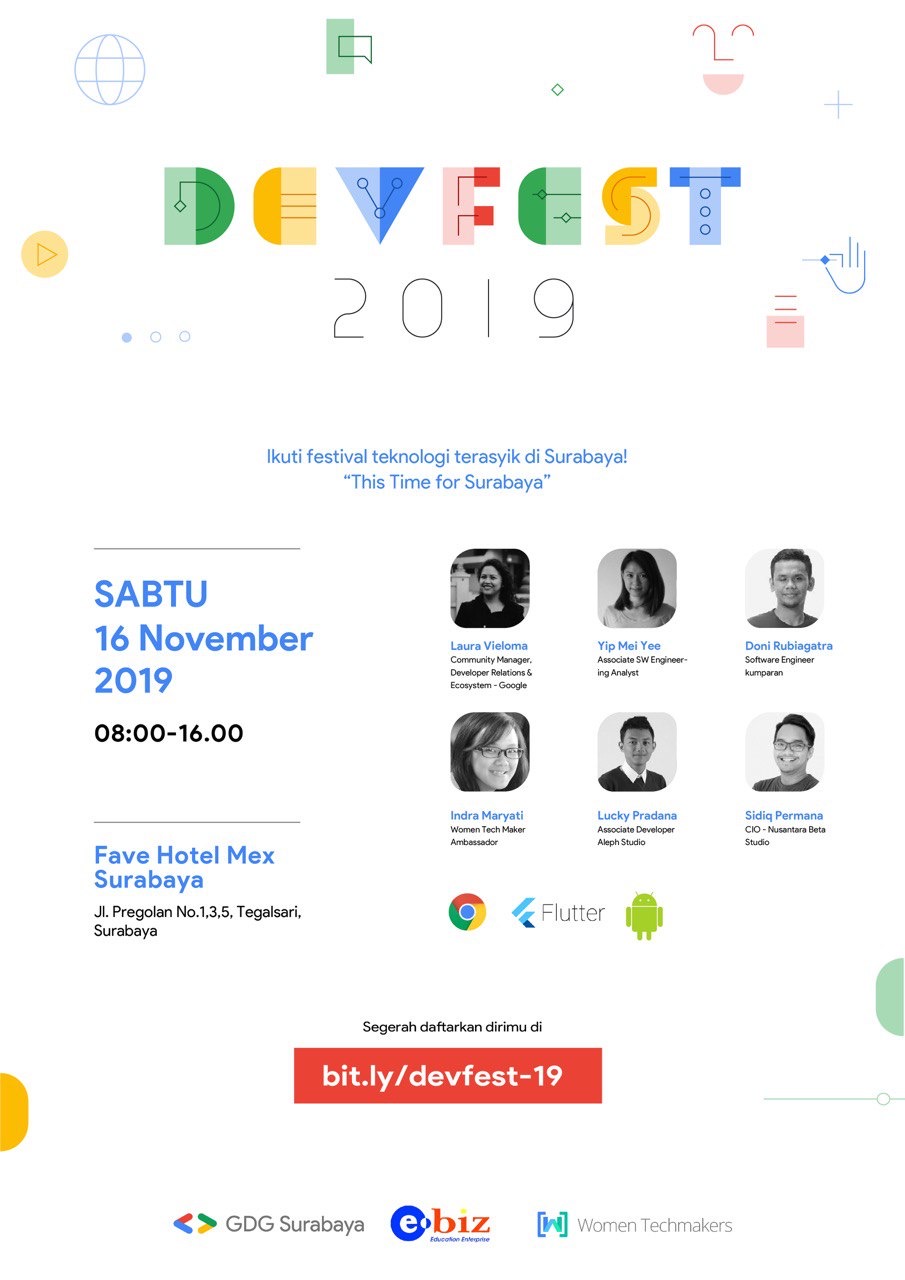 DEVFEST
2019
Ikuti festival teknologi terasyik di Surabaya!
“This Time for Surabaya”
SABTU
16 November
2019
08:00-16.00
Fave Hotel Mex
Surabaya
Jl. Pregolan No.1,3,5, Tegalsari,
Surabaya
Laura Vieloma
Community Manager,
Developer Relations &
Ecosystem - Google
Yip Mei Yee
Associate SW Engineer-
ing Analyst
Doni Rubiagatra
Software Engineer
kumparan
Indra Maryati
Women Tech Maker
Ambassador
Lucky Pradana
Associate Developer
Aleph Studio
Sidiq Permana
CIO - Nusantara Beta
Studio
Flutter
Segerah daftarkan dirimu di
bit.ly/devfest-19
GDG Surabaya
e-biz
Education Enterprise
Women Techmakers